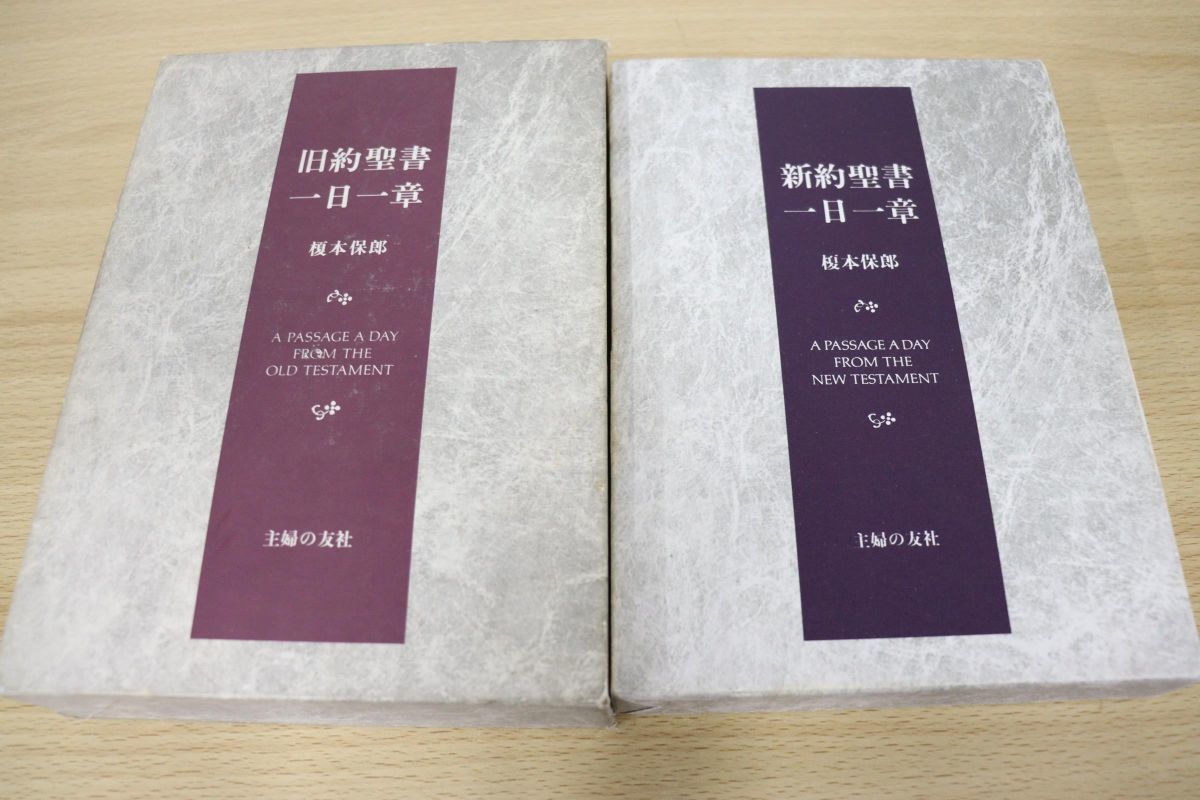 旧約聖書
一日一章
榎本保郎
A PASSAGE A DAY
FROM THE
OLD TESTAMENT
主婦の友社
新約聖書
一日一章
榎本保郎
A PASSAGE A DAY
FROM THE
NEW TESTAMENT
主婦の友社